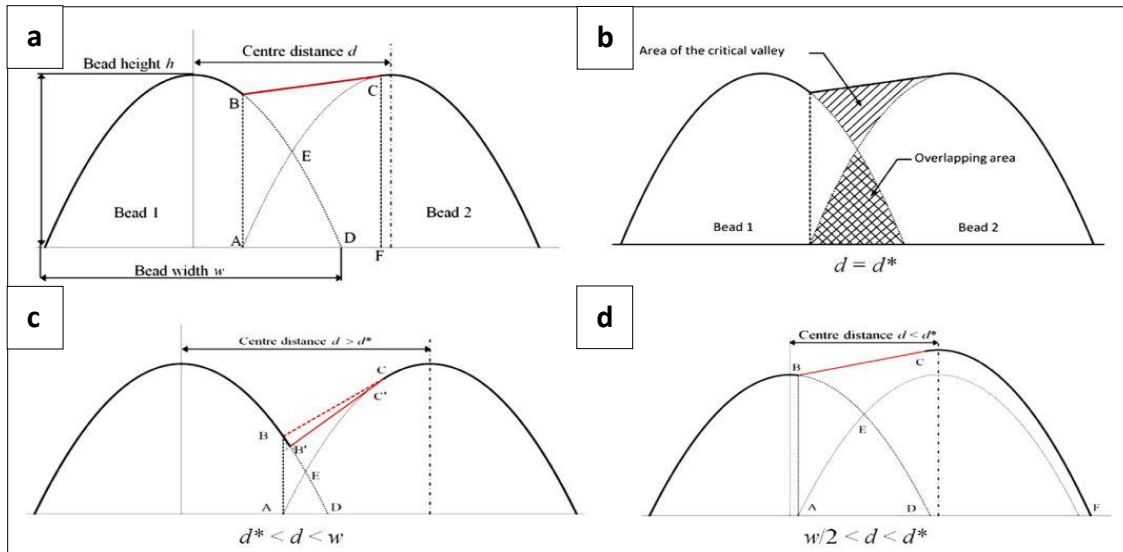 a
Centre distance d
Bead height h
B
C
E
Bead 1
Bead 2
A
D
F
Bead width w
b
Area of the critical valley
Overlapping area
Bead 1
Bead 2
d = d*
c
Centre distance d > d*
C
C'
B
B'
E
A
D
d* < d < w
d
Centre distance d < d*
B
C
E
A
D
F
w/2 < d < d*